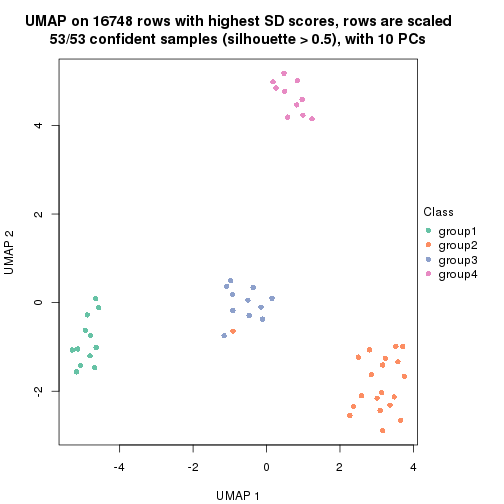 UMAP on 16748 rows with highest SD scores, rows are scaled
53/53 confident samples (silhouette > 0.5), with 10 PCs
4
2
0
-2
UMAP 2
-4
-2
0
2
4
UMAP 1
Class
group1
group2
group3
group4